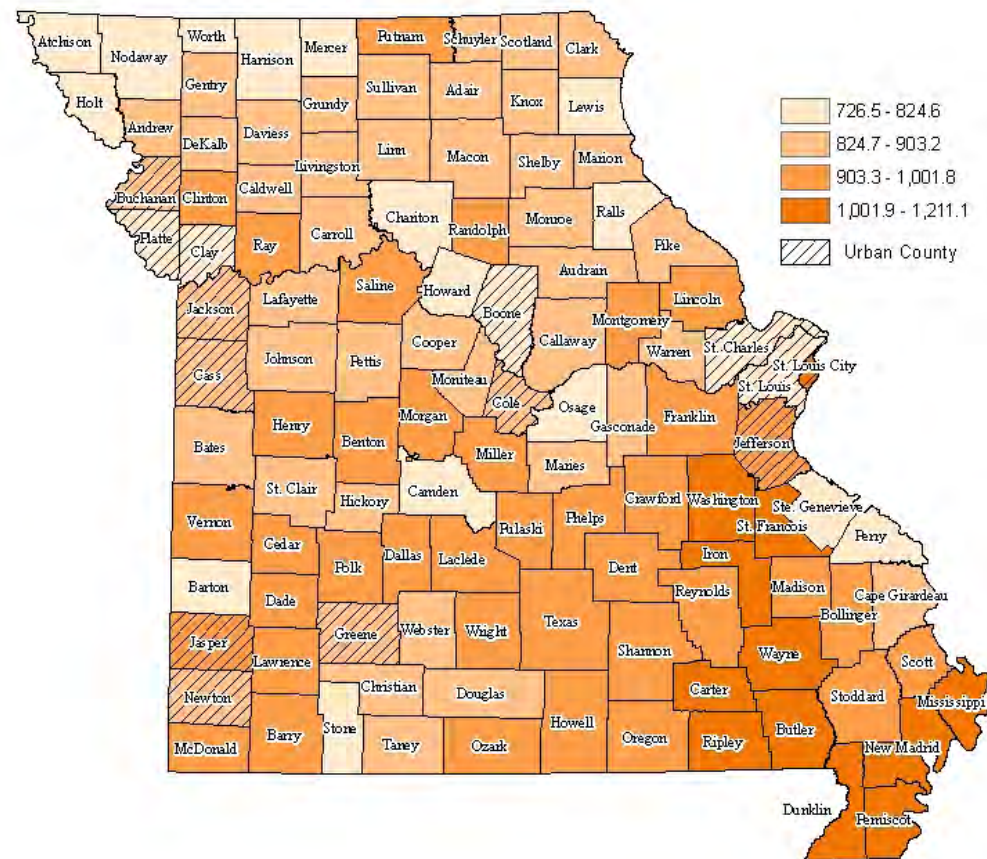 Atchison
Nodaway
Worth
Harrison
Mercer
Putnam
Schuyler
Scotland
Clark
Holt
Gentry
Grundy
Sullivan
Adair
Knox
Lewis
Andrew
DeKalb
Daviess
Livingston
Linn
Macon
Shelby
Marion
Buchanan
Clinton
Caldwell
Chariton
Randolph
Monroe
Ralls
Pike
Platte
Clay
Ray
Carroll
Audrain
Jackson
Lafayette
Saline
Howard
Boone
Callaway
Montgomery
Lincoln
Cass
Johnson
Pettis
Cooper
Moniteau
Cole
Osage
Gasconade
Warren
St. Charles
St. Louis City
St. Louis
Franklin
Jefferson
Bates
Henry
Benton
Morgan
Miller
Maries
St. Clair
Hickory
Camden
Pulaski
Phelps
Crawford
Washington
St. Francois
Ste. Genevieve
Perry
Vernon
Cedar
Polk
Dallas
Laclede
Dent
Iron
Reynolds
Madison
Bollinger
Cape Girardeau
Barton
Dade
Jasper
Lawrence
Greene
Webster
Wright
Texas
Shannon
Wayne
Scott
Mississippi
Newton
Christian
Douglas
Howell
Carter
Butler
Stoddard
McDonald
Barry
Stone
Taney
Ozark
Oregon
Ripley
New Madrid
Dunklin
Pemiscot
726.5 - 824.6
824.7 - 903.2
903.3 - 1,001.8
1,001.9 - 1,211.1
Urban County